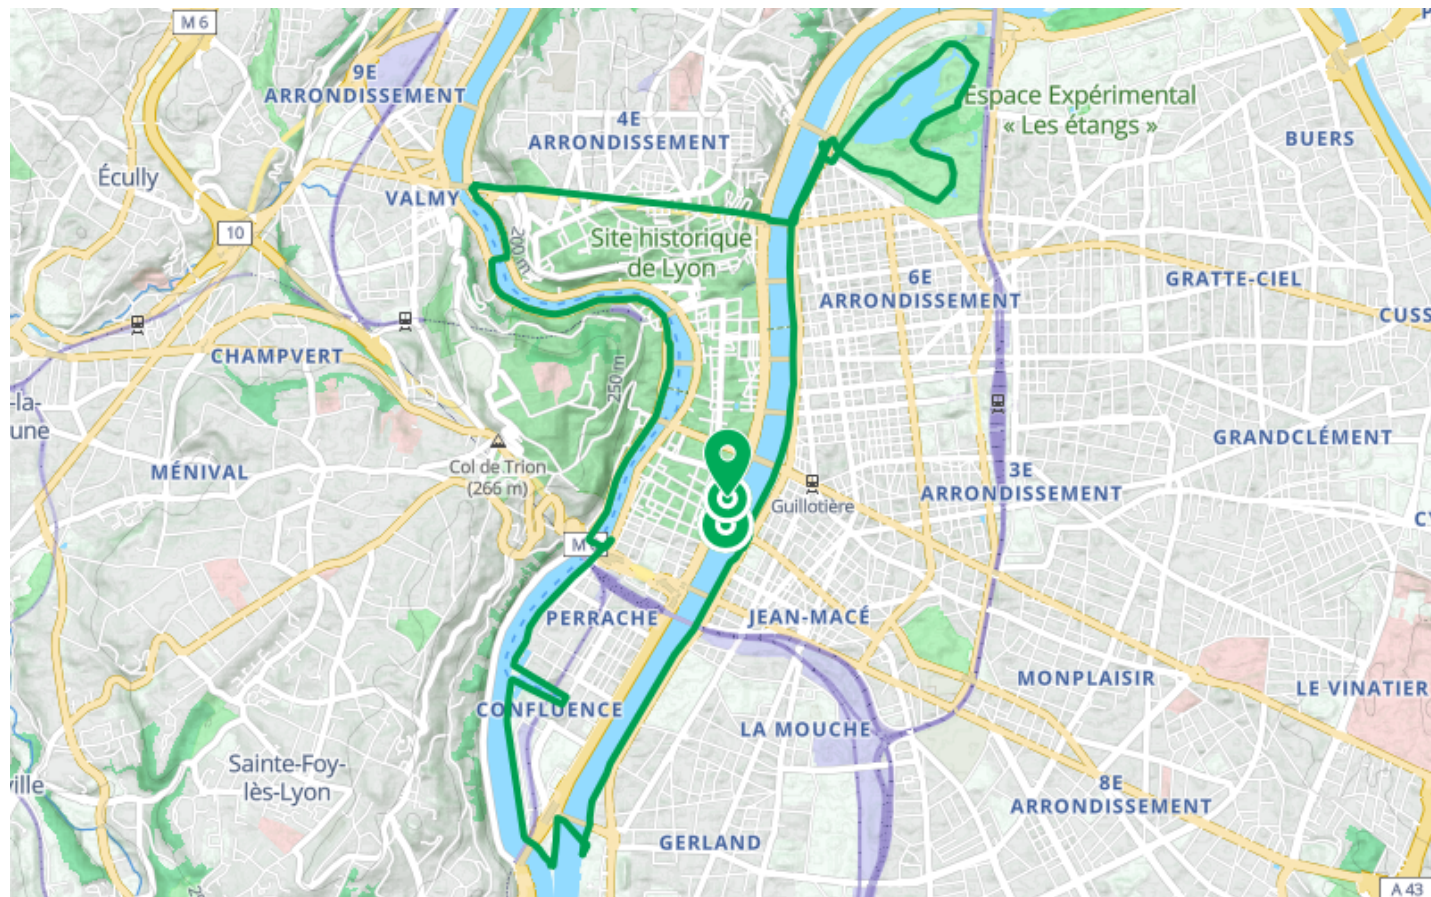 M 6
9E
ARRONDISSEMENT
4E
ARRONDISSEMENT
Espace Expérimental
« Les étangs »
BUERS
Écully
VALMY
10
200 m
Site historique
de Lyon
6E
ARRONDISSEMENT
GRATTE-CIEL
CUSS
CHAMPVERT
250 m
-la-
une
MÉNIVAL
Col de Trion
(266 m)
GRANDCLÉMENT
3E
ARRONDISSEMENT
Guillotière
CY
M
PERRACHE
JEAN-MACÉ
MONPLAISIR
LE VINATIER
CONFLUENCE
LA MOUCHE
Sainte-Foy-
lès-Lyon
ville
8E
ARRONDISSEMENT
GERLAND
A 43